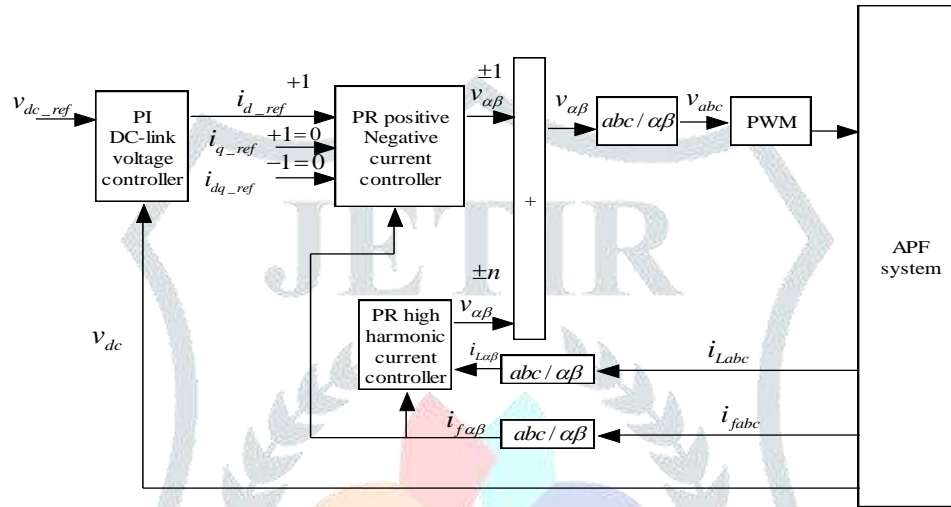 v_dc_ref
PI
DC-link
voltage
controller
+1
i_d_ref
+1=0
i_q_ref
−1=0
i_dq_ref
PR positive
Negative
current
controller
±1
v_αβ
+
v_αβ
abc / αβ
v_abc
PWM
APF
system
JETIR
±n
v_αβ
PR high
harmonic
current
controller
i_Lαβ
abc / αβ
i_Labc
i_fαβ
abc / αβ
i_fabc
v_dc